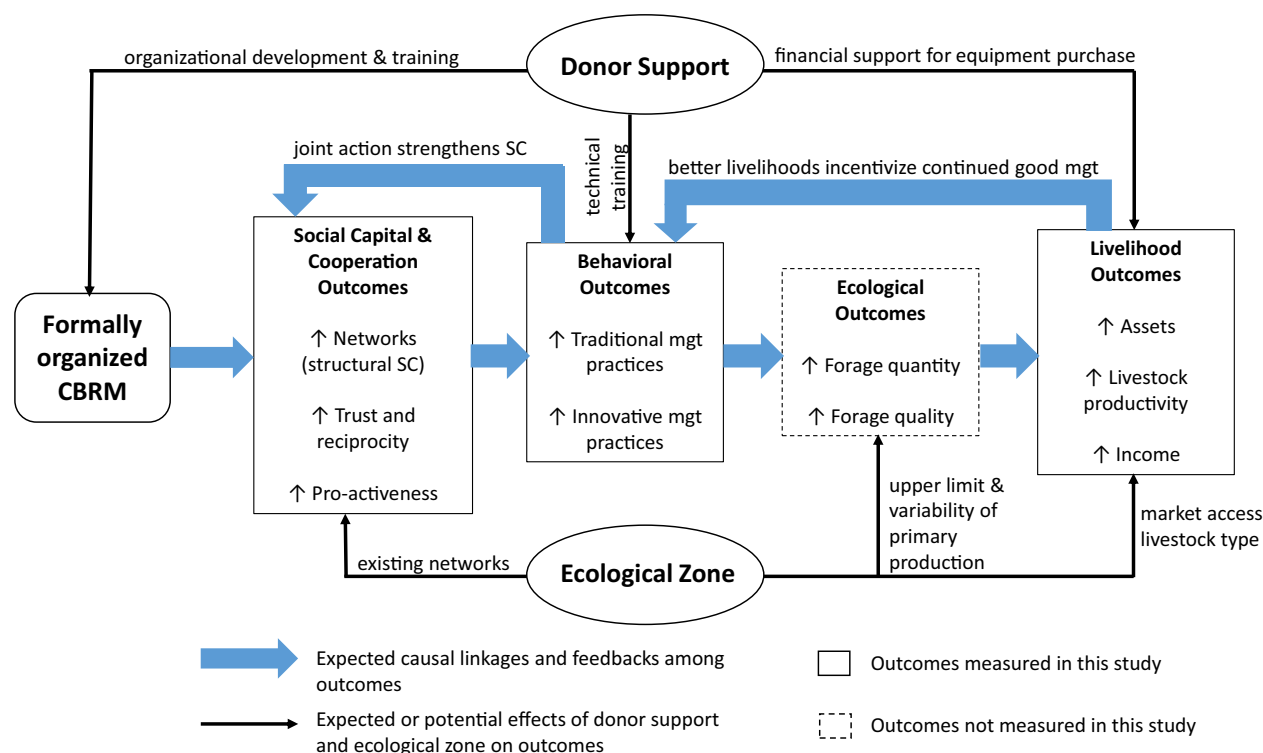 organizational development & training
Donor Support
financial support for equipment purchase
joint action strengthens SC
technical
training
better livelihoods incentivize continued good mgt
Formally
organized
CBRM
Social Capital &
Cooperation
Outcomes
↑ Networks
(structural SC)
↑ Trust and
reciprocity
↑ Pro-activeness
Behavioral
Outcomes
↑ Traditional mgt
practices
↑ Innovative mgt
practices
Ecological
Outcomes
↑ Forage quantity
↑ Forage quality
Livelihood
Outcomes
↑ Assets
↑ Livestock
productivity
↑ Income
existing networks
Ecological Zone
upper limit &
variability of
primary
production
market access
livestock type
Expected causal linkages and feedbacks among
outcomes
Outcomes measured in this study
Expected or potential effects of donor support
and ecological zone on outcomes
Outcomes not measured in this study